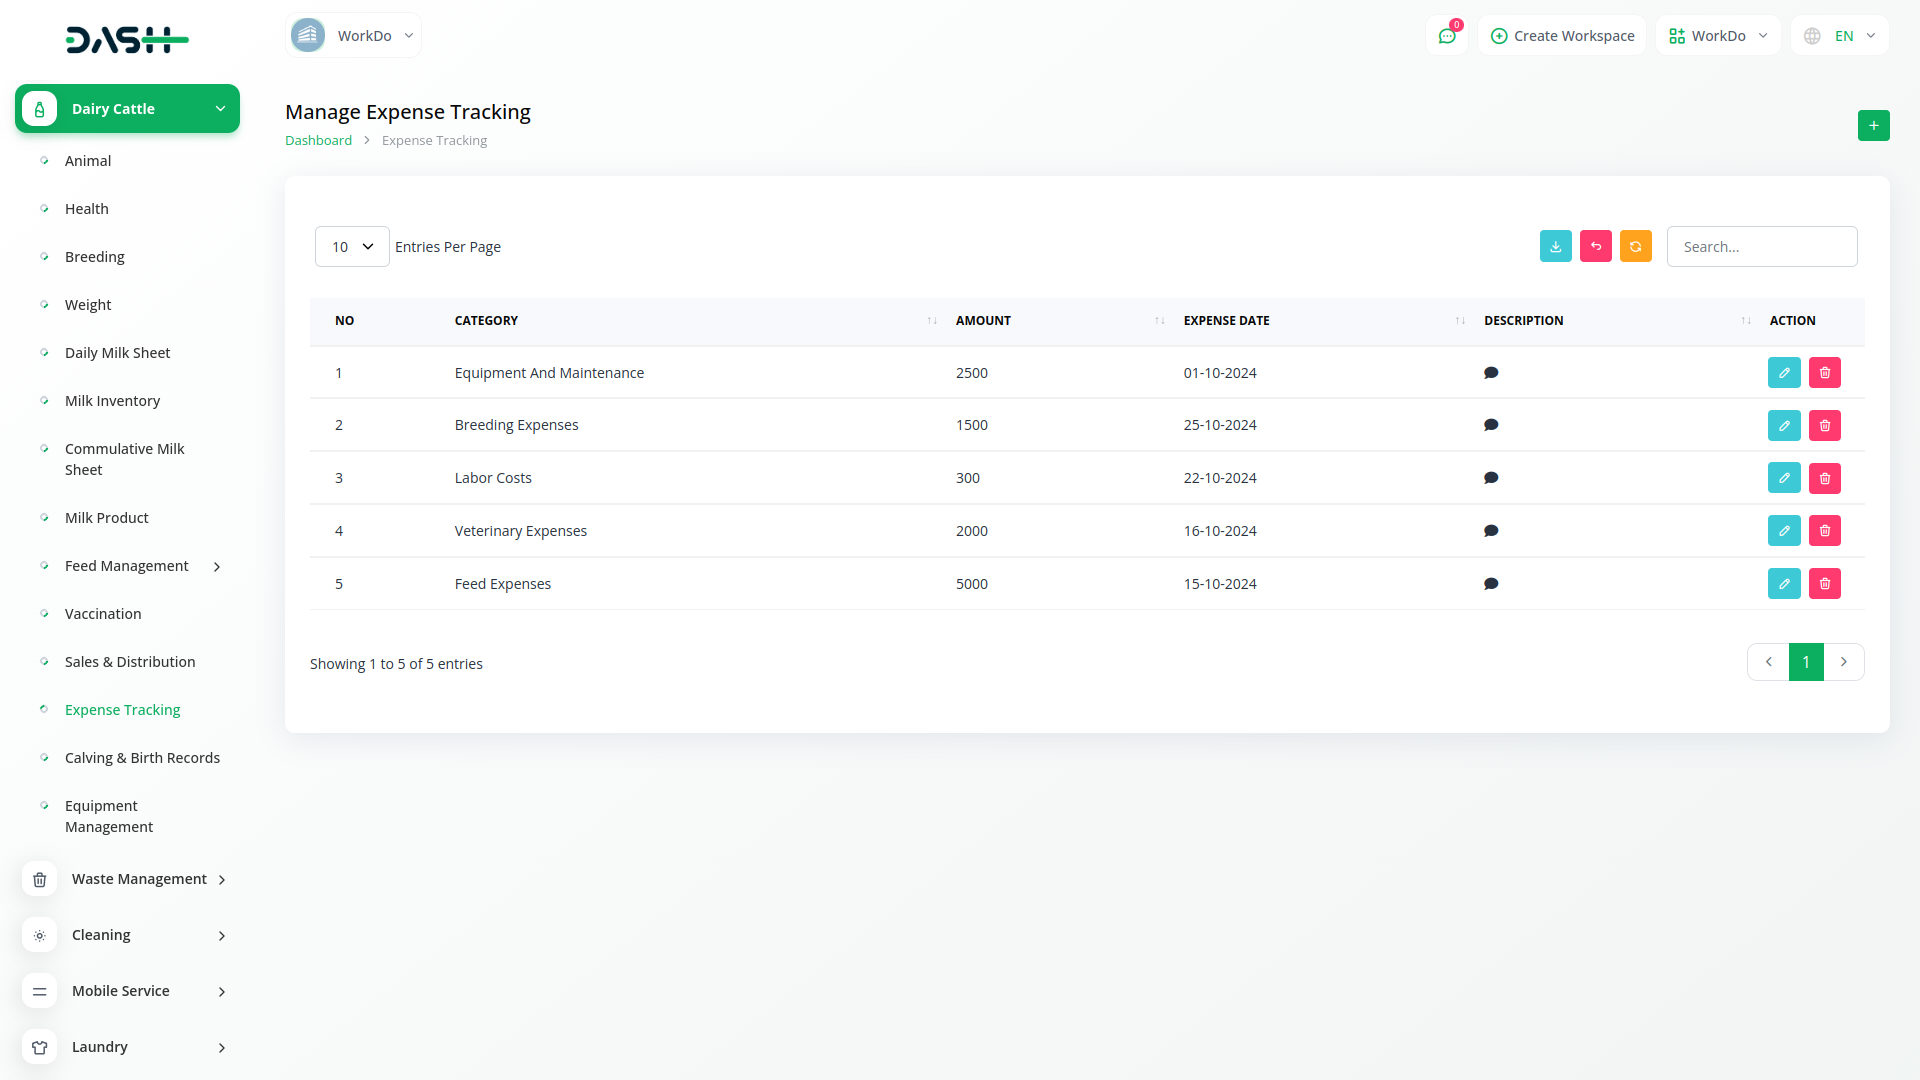 DASH
WorkDo
0
Create Workspace
WorkDo
EN
Dairy Cattle
Animal
Health
Breeding
Weight
Daily Milk Sheet
Milk Inventory
Commulative Milk
Sheet
Milk Product
Feed Management
Vaccination
Sales & Distribution
Expense Tracking
Calving & Birth Records
Equipment
Management
Waste Management
Cleaning
Mobile Service
Laundry
Manage Expense Tracking
Dashboard > Expense Tracking
+
10 Entries Per Page
Search...
NO CATEGORY AMOUNT EXPENSE DATE DESCRIPTION ACTION
1 Equipment And Maintenance 2500 01-10-2024
2 Breeding Expenses 1500 25-10-2024
3 Labor Costs 300 22-10-2024
4 Veterinary Expenses 2000 16-10-2024
5 Feed Expenses 5000 15-10-2024
Showing 1 to 5 of 5 entries
‹ 1 ›